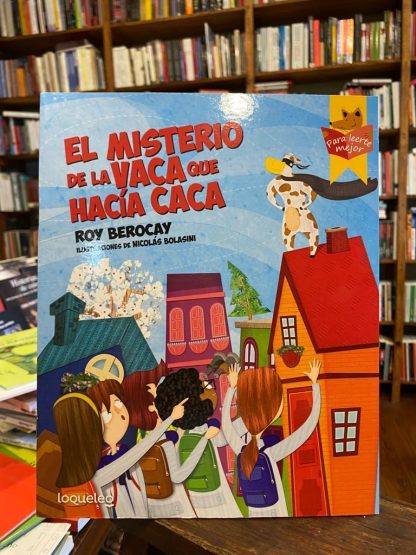 EL MISTERIO
DE LA VACA QUE
HACÍA CACA
ROY BEROCAY
ILUSTRACIONES DE NICOLÁS BOLASINI
Para leerte
mejor
loqueleo